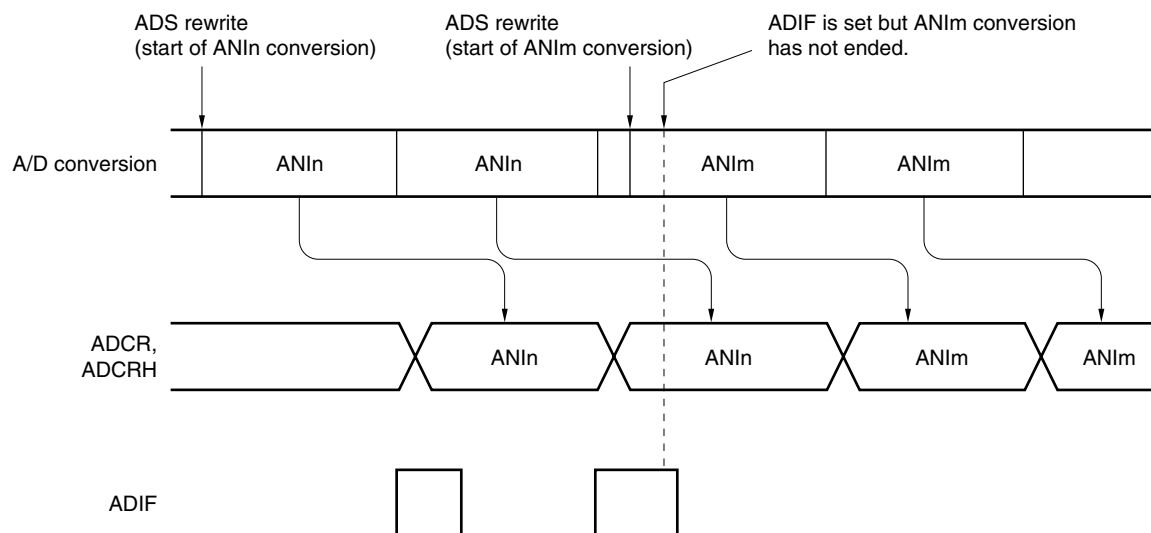 ADS rewrite
(start of ANIn conversion)
ADS rewrite
(start of ANIm conversion)
ADIF is set but ANIm conversion
has not ended.
A/D conversion
ANIn
ANIn
ANIm
ANIm
ADCR,
ADCRH
ANIn
ANIn
ANIm
ANIm
ADIF